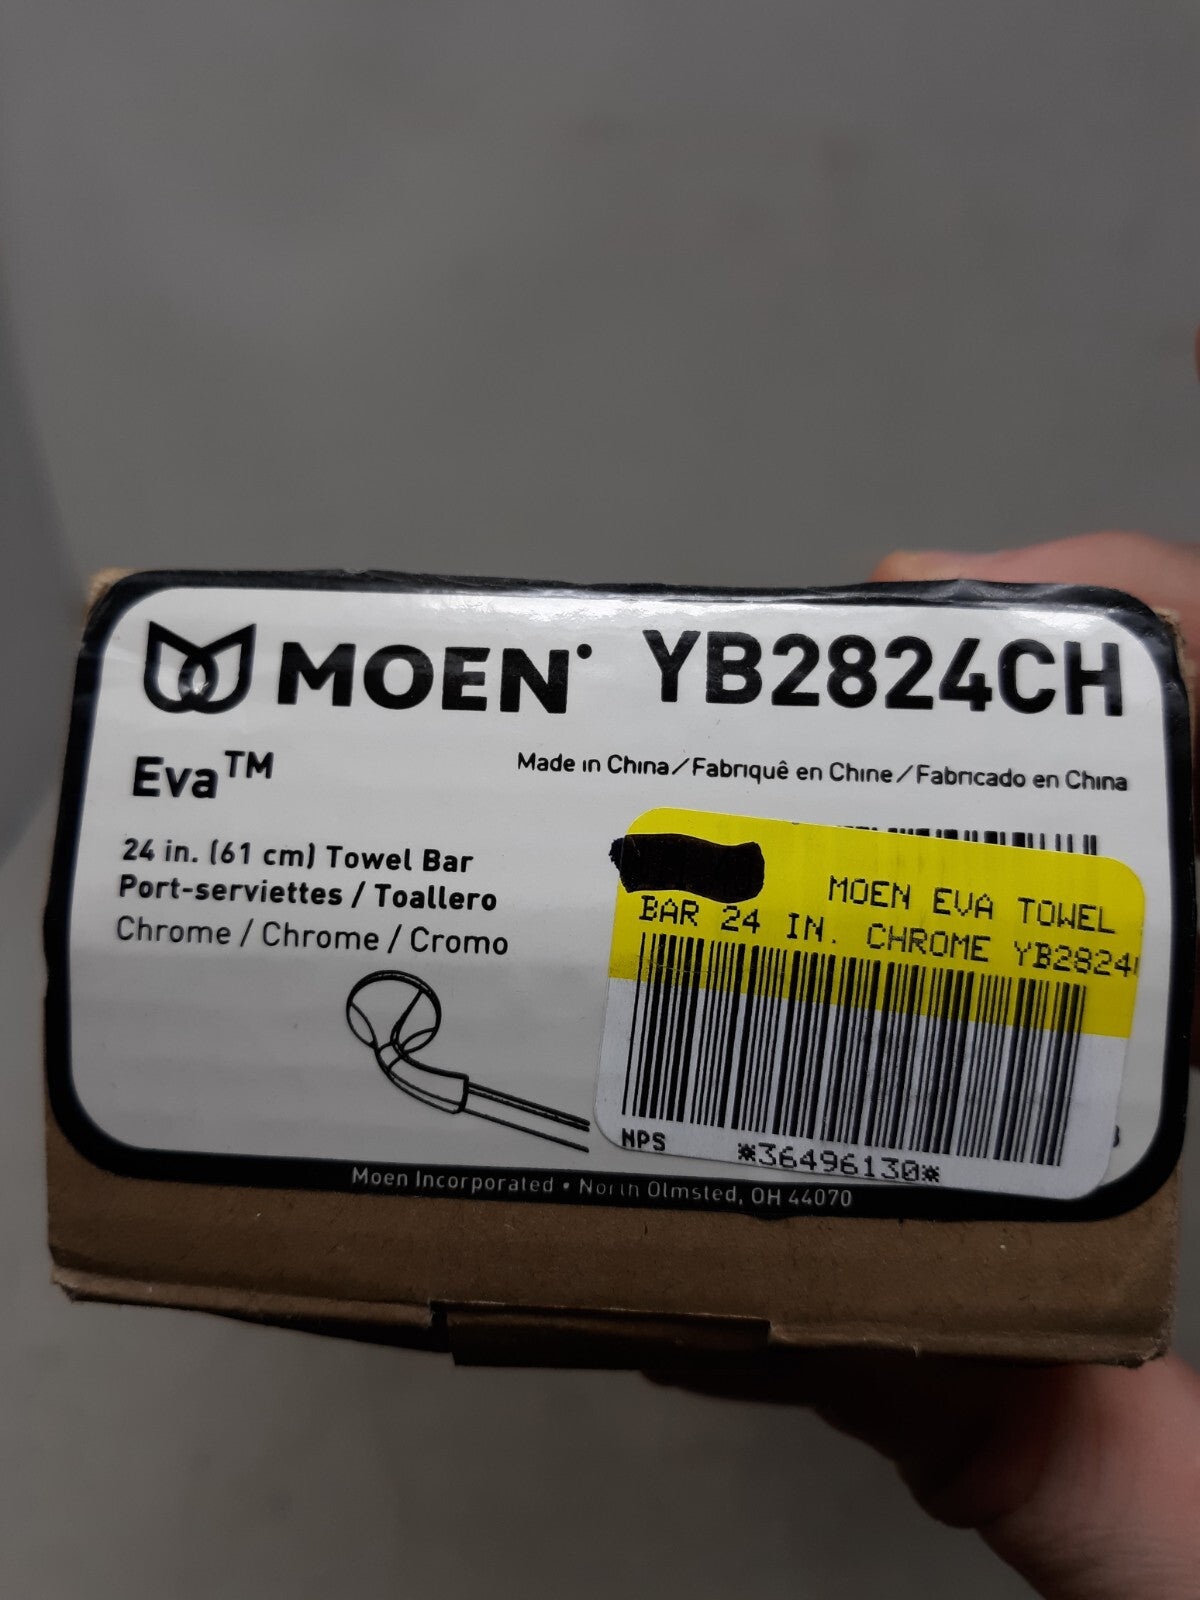 MOEN YB2824CH
Eva™
Made in China/Fabriquê en Chine/Fabricado en China
24 in. (61 cm) Towel Bar
Port-serviettes / Toallero
Chrome / Chrome / Cromo
MOEN EVA TOWEL
BAR 24 IN. CHROME YB2824
NPS *36496130*
Moen Incorporated • North Olmsted, OH 44070